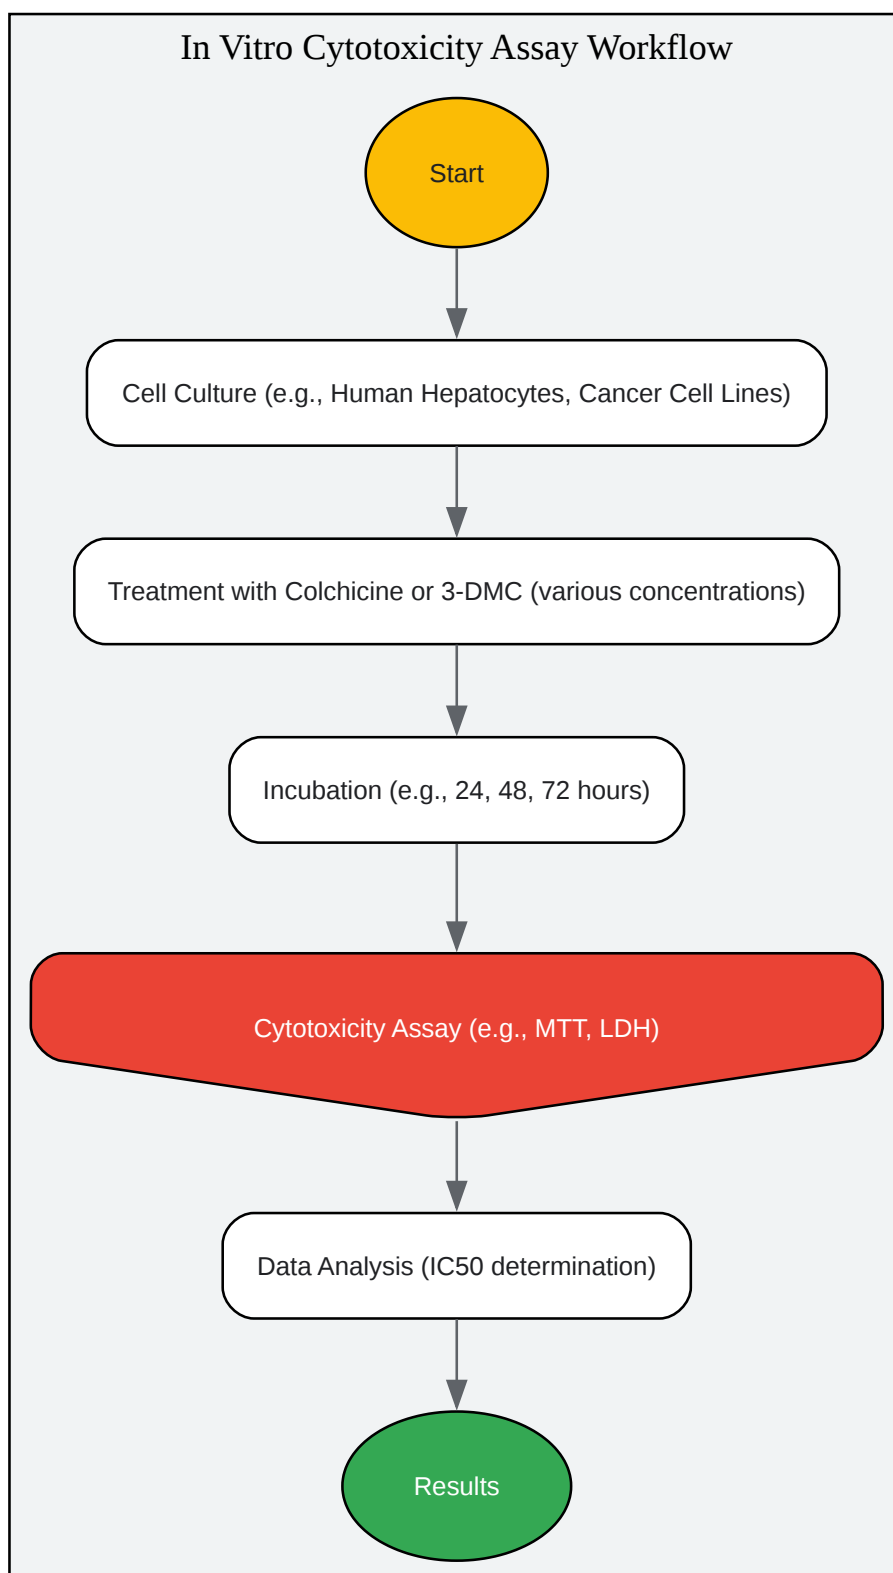 In Vitro Cytotoxicity Assay Workflow
Start
Cell Culture (e.g., Human Hepatocytes, Cancer Cell Lines)
Treatment with Colchicine or 3-DMC (various concentrations)
Incubation (e.g., 24, 48, 72 hours)
Cytotoxicity Assay (e.g., MTT, LDH)
Data Analysis (IC50 determination)
Results